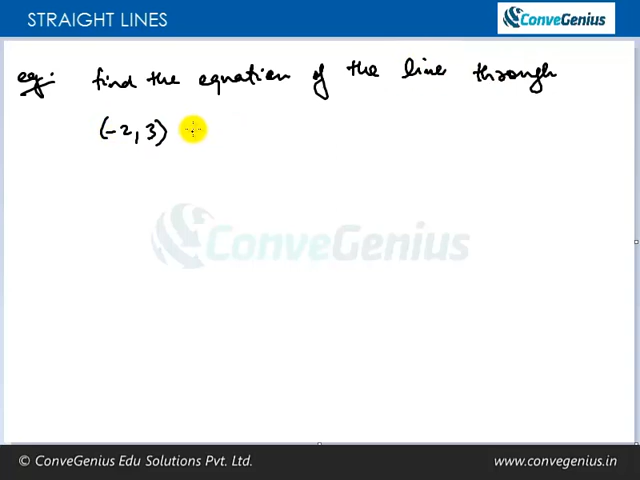 STRAIGHT LINES
ConveGenius
eg: find the equation of the line through
(-2, 3)
ConveGenius
© ConveGenius Edu Solutions Pvt. Ltd.
www.convegenius.in